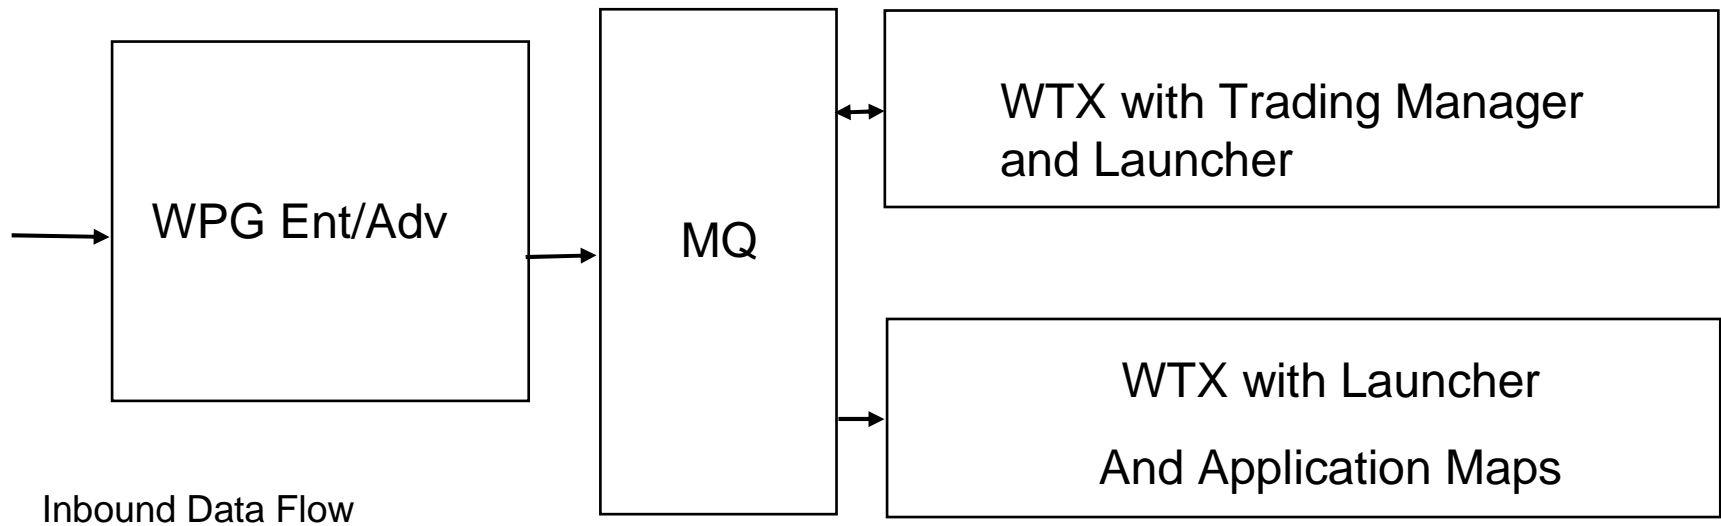 WPG Ent/Adv
MQ
WTX with Trading Manager
and Launcher
WTX with Launcher
And Application Maps
Inbound Data Flow